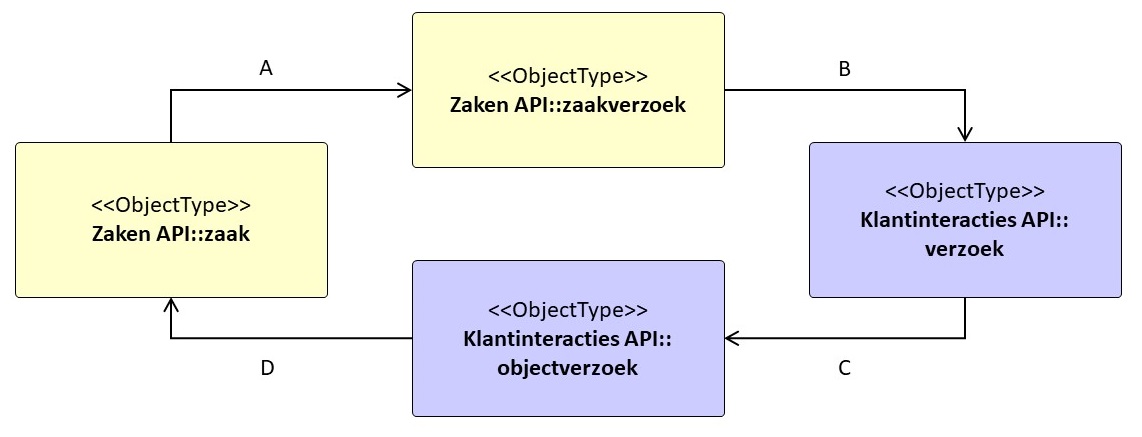 A
<<ObjectType>>
Zaken API::zaakverzoek
B
<<ObjectType>>
Zaken API::zaak
<<ObjectType>>
Klantinteracties API::
verzoek
<<ObjectType>>
Klantinteracties API::
objectverzoek
D
C